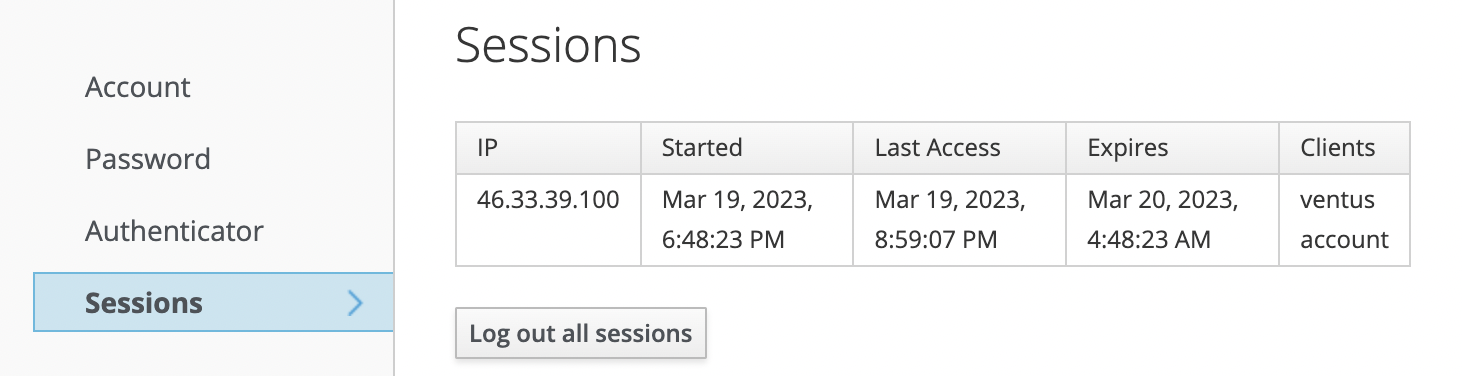 Sessions
Account
Password
Authenticator
Sessions
IP Started Last Access Expires Clients
46.33.39.100 Mar 19, 2023, Mar 19, 2023, Mar 20, 2023, ventus
6:48:23 PM 8:59:07 PM 4:48:23 AM account
Log out all sessions